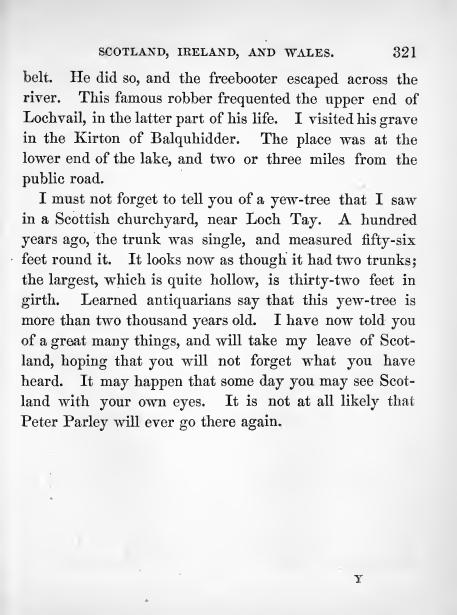 SCOTLAND, IRELAND, AND WALES. 321
belt. He did so, and the freebooter escaped across the
river. This famous robber frequented the upper end of
Lochvail, in the latter part of his life. I visited his grave
in the Kirton of Balquhidder. The place was at the
lower end of the lake, and two or three miles from the
public road.
I must not forget to tell you of a yew-tree that I saw
in a Scottish churchyard, near Loch Tay. A hundred
years ago, the trunk was single, and measured fifty-six
feet round it. It looks now as though it had two trunks;
the largest, which is quite hollow, is thirty-two feet in
girth. Learned antiquarians say that this yew-tree is
more than two thousand years old. I have now told you
of a great many things, and will take my leave of Scot-
land, hoping that you will not forget what you have
heard. It may happen that some day you may see Scot-
land with your own eyes. It is not at all likely that
Peter Parley will ever go there again.
Y